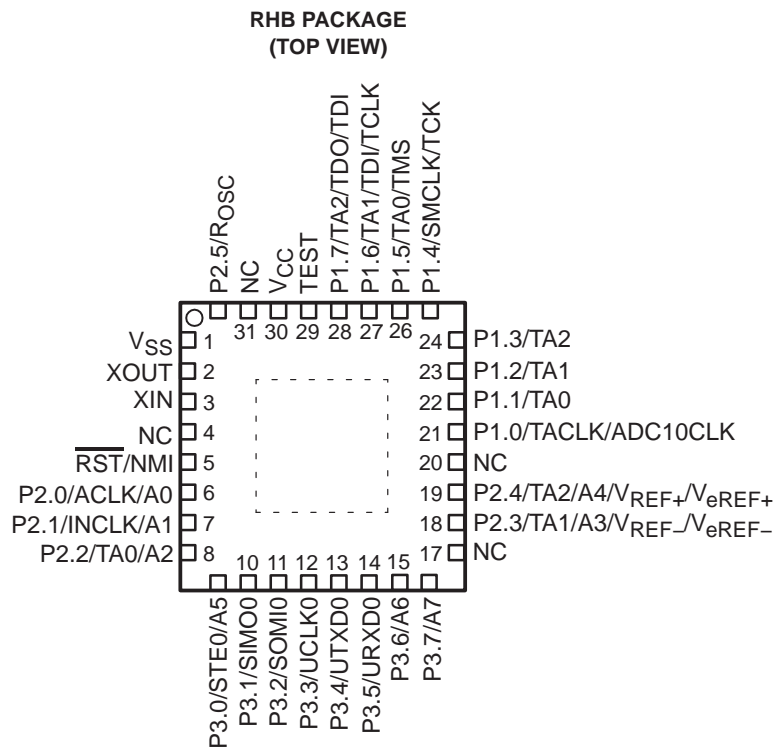 RHB PACKAGE
(TOP VIEW)
P2.5/ROSC
NC
VCC
TEST
P1.7/TA2/TDO/TDI
P1.6/TA1/TDI/TCLK
P1.5/TA0/TMS
P1.4/SMCLK/TCK
31 30 29 28 27 26
VSS 1
XOUT 2
XIN 3
NC 4
RST/NMI 5
P2.0/ACLK/A0 6
P2.1/INCLK/A1 7
P2.2/TA0/A2 8
24 P1.3/TA2
23 P1.2/TA1
22 P1.1/TA0
21 P1.0/TACLK/ADC10CLK
20 NC
19 P2.4/TA2/A4/VREF+/VeREF+
18 P2.3/TA1/A3/VREF−/VeREF−
17 NC
10 11 12 13 14 15
P3.0/STE0/A5
P3.1/SIMO0
P3.2/SOMI0
P3.3/UCLK0
P3.4/UTXD0
P3.5/URXD0
P3.6/A6
P3.7/A7